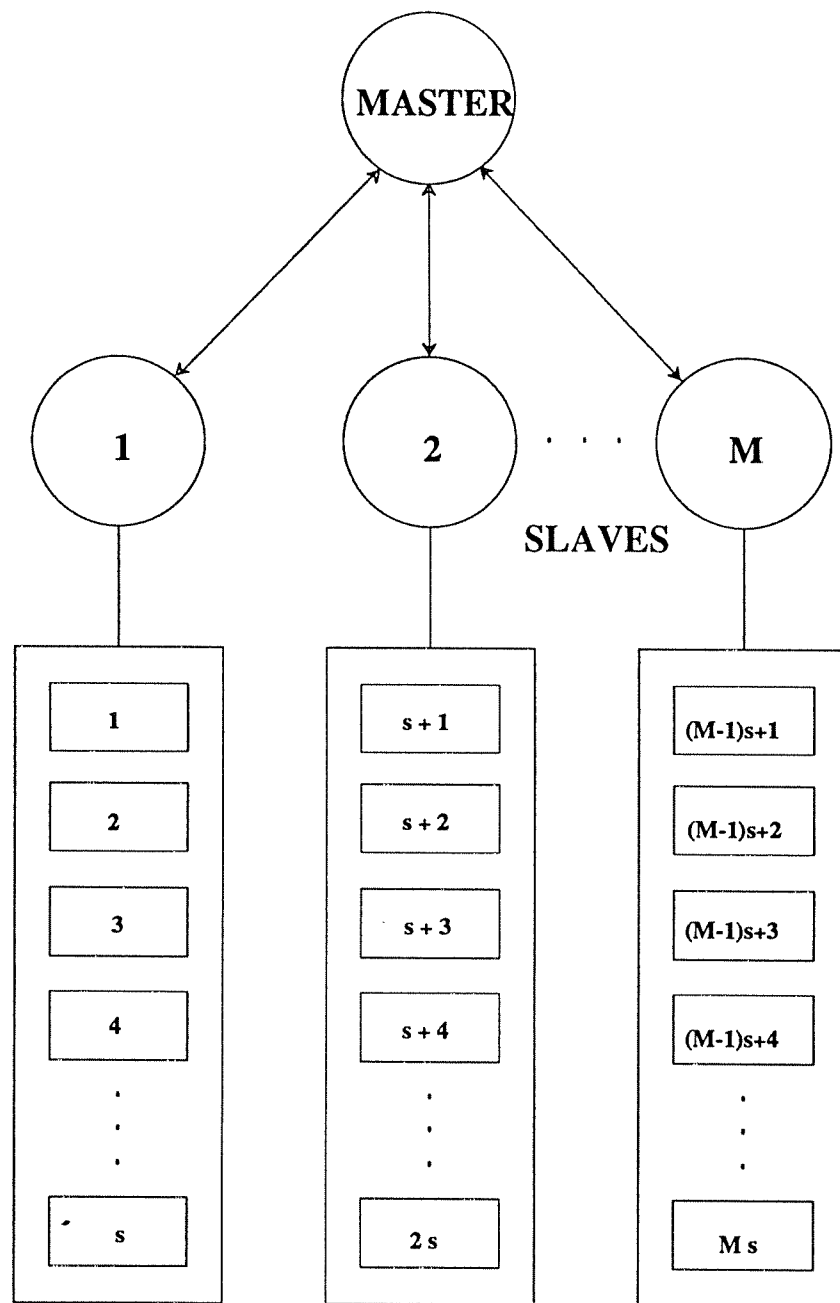 MASTER
1
2
. . .
M
SLAVES
1
s + 1
(M-1)s+1
2
s + 2
(M-1)s+2
3
s + 3
(M-1)s+3
4
s + 4
(M-1)s+4
s
2 s
M s